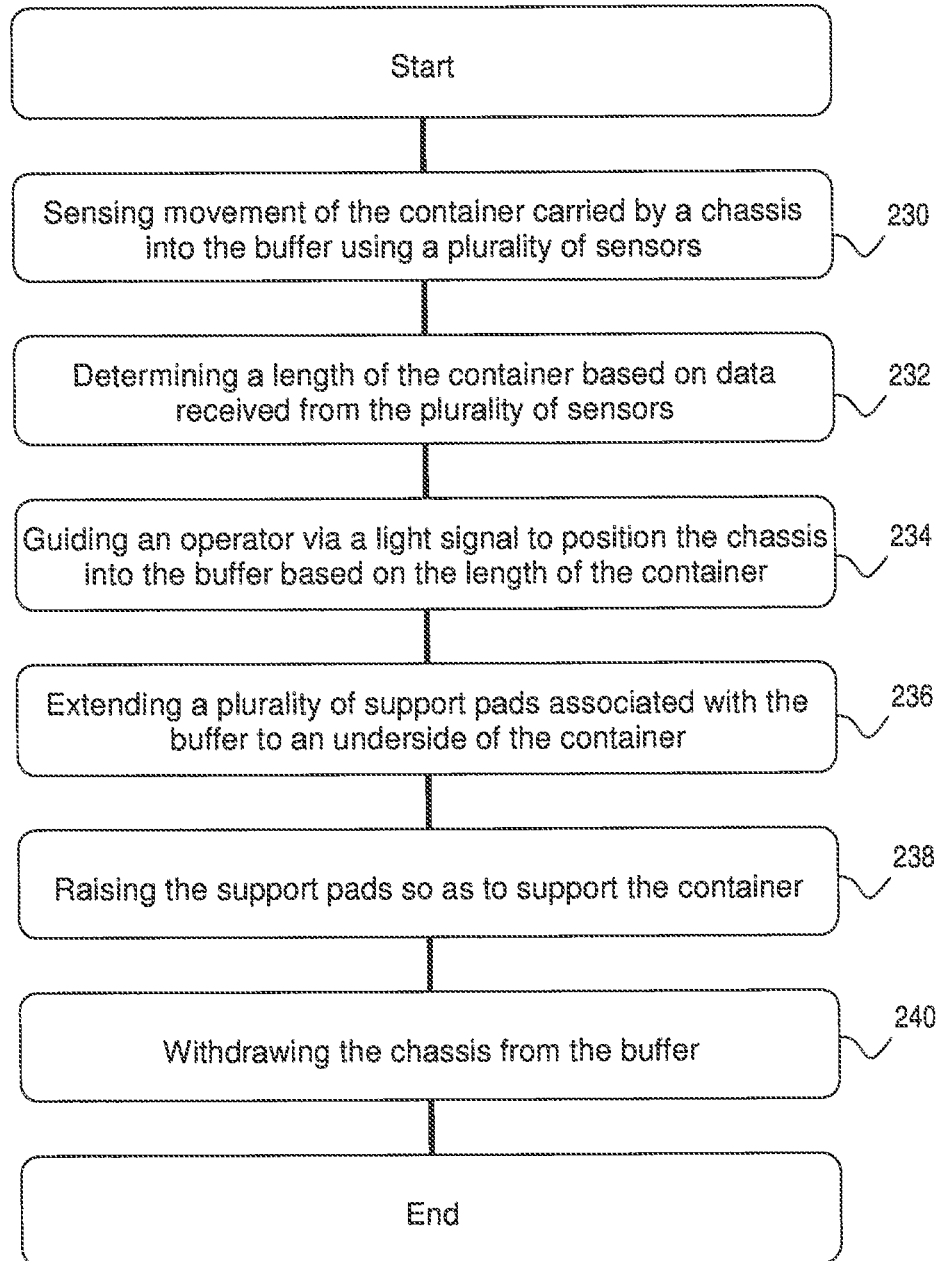 Start
Sensing movement of the container carried by a chassis
into the buffer using a plurality of sensors
230
Determining a length of the container based on data
received from the plurality of sensors
232
Guiding an operator via a light signal to position the chassis
into the buffer based on the length of the container
234
Extending a plurality of support pads associated with the
buffer to an underside of the container
236
Raising the support pads so as to support the container
238
Withdrawing the chassis from the buffer
240
End